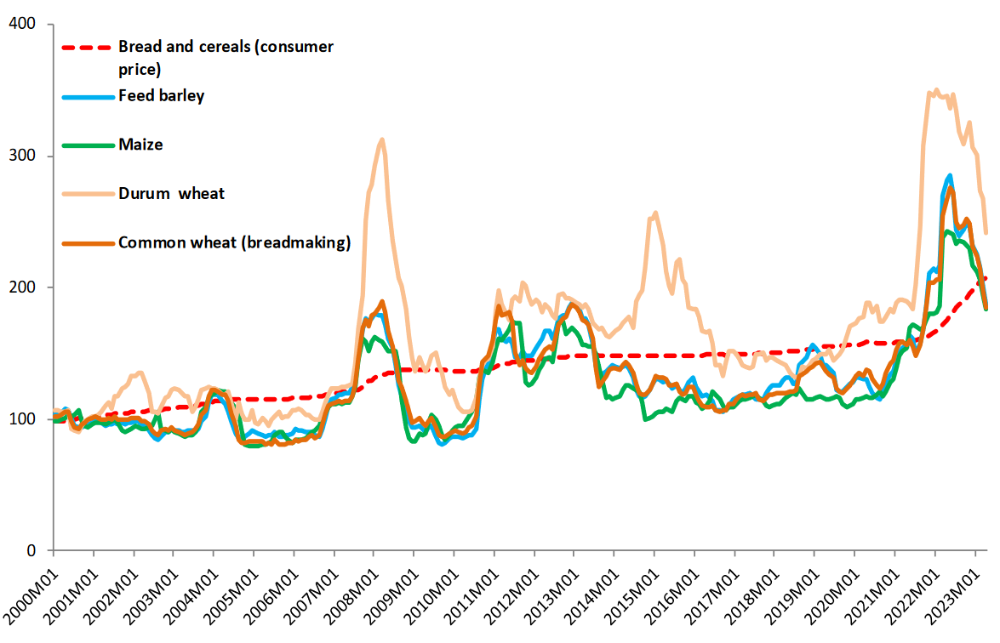 400
300
200
100
0
Bread and cereals (consumer
price)
Feed barley
Maize
Durum  wheat
Common wheat (breadmaking)
2000M01
2001M01
2002M01
2003M01
2004M01
2005M01
2006M01
2007M01
2008M01
2009M01
2010M01
2011M01
2012M01
2013M01
2014M01
2015M01
2016M01
2017M01
2018M01
2019M01
2020M01
2021M01
2022M01
2023M01